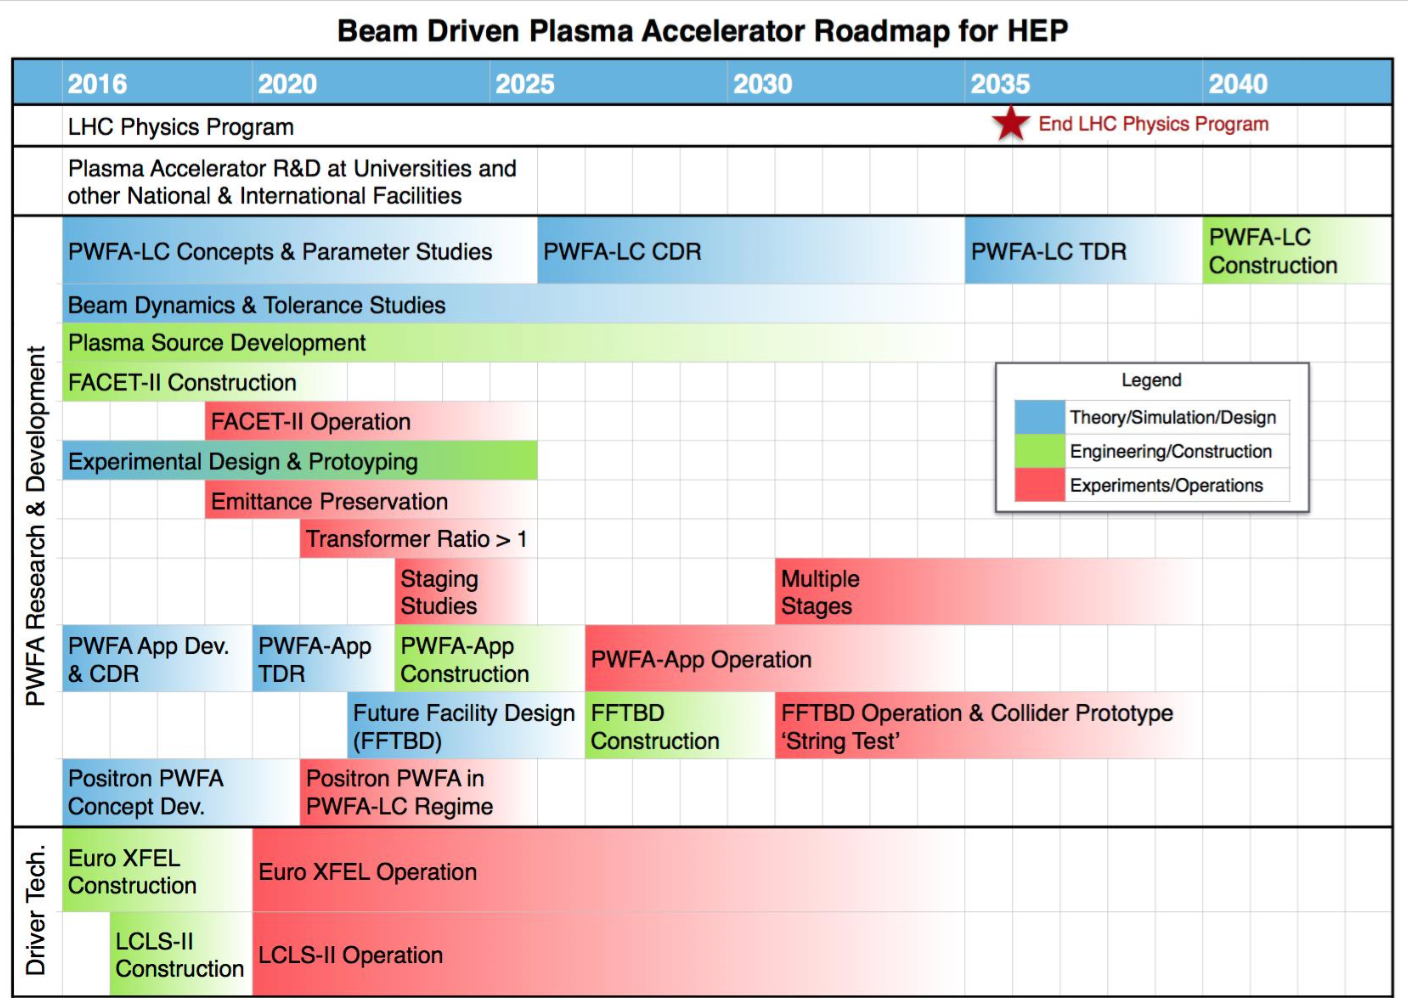 Beam Driven Plasma Accelerator Roadmap for HEP
2016 2020 2025 2030 2035 2040
LHC Physics Program
End LHC Physics Program
Plasma Accelerator R&D at Universities and
other National & International Facilities
PWFA Research & Development
PWFA-LC Concepts & Parameter Studies
PWFA-LC CDR
PWFA-LC TDR
PWFA-LC
Construction
Beam Dynamics & Tolerance Studies
Plasma Source Development
FACET-II Construction
FACET-II Operation
Experimental Design & Protoyping
Emittance Preservation
Transformer Ratio > 1
Staging
Studies
Multiple
Stages
PWFA App Dev.
& CDR
PWFA-App
TDR
PWFA-App
Construction
PWFA-App Operation
Future Facility Design
(FFTBD)
FFTBD
Construction
FFTBD Operation & Collider Prototype
‘String Test’
Positron PWFA
Concept Dev.
Positron PWFA in
PWFA-LC Regime
Legend
Theory/Simulation/Design
Engineering/Construction
Experiments/Operations
Driver Tech.
Euro XFEL
Construction
Euro XFEL Operation
LCLS-II
Construction
LCLS-II Operation